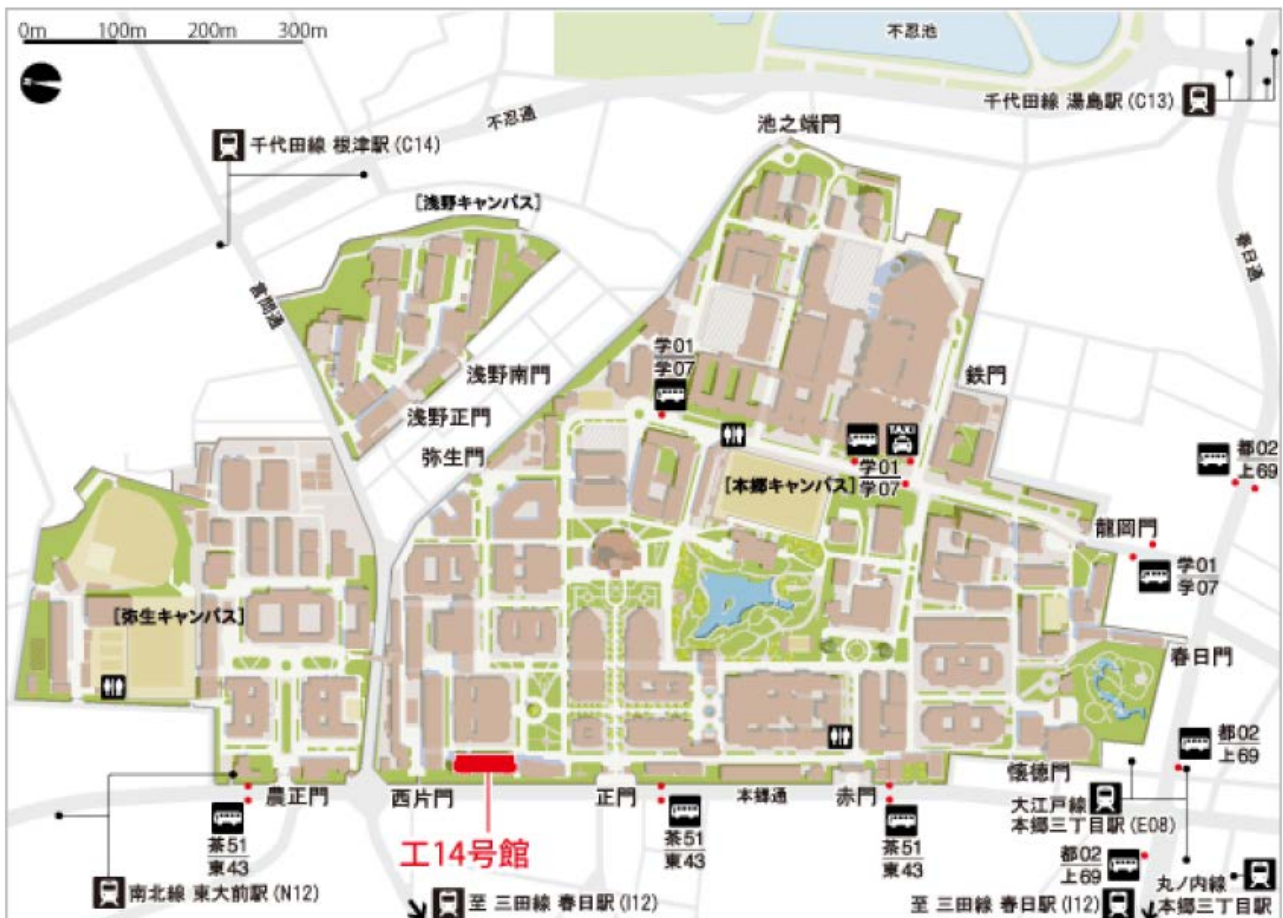 0m 100m 200m 300m
不忍池
千代田線 湯島駅(C13)
不忍通
池之端門
千代田線 根津駅(C14)
[浅野キャンパス]
春日通
言問通
学01
学07
浅野南門
鉄門
浅野正門
弥生門
TAXI
学01
学07
[本郷キャンパス]
都02
上69
龍岡門
学01
学07
[弥生キャンパス]
春日門
都02
上69
懐徳門
農正門
西片門
正門
本郷通
赤門
大江戸線
本郷三丁目駅(E08)
茶51
東43
茶51
東43
茶51
東43
工14号館
都02
上69
丸ノ内線
本郷三丁目駅
南北線 東大前駅(N12)
至 三田線 春日駅(I12)
至 三田線 春日駅(I12)